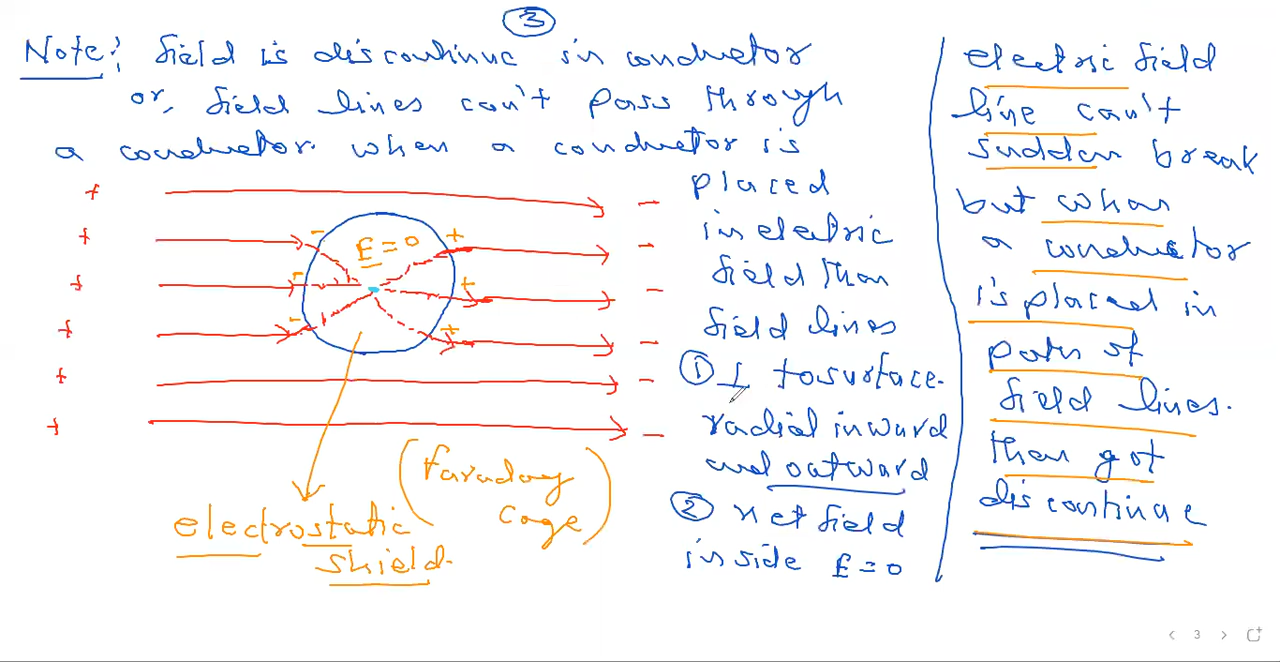 3
Note: field is discontinue in conductor
or, field lines can't pass through
a conductor. when a conductor is
placed
in electric
field than
field lines
① ⊥ to surface.
radial inward
and outward
② net field
inside E = 0
+ -
+ - E = 0 + -
+ - + -
+ - + -
+ -
+ -
(Faraday
cage)
electrostatic
shield.
electric field
line can't
sudden break
but when
a conductor
is placed in
path of
field lines.
than got
discontinue
< 3 >